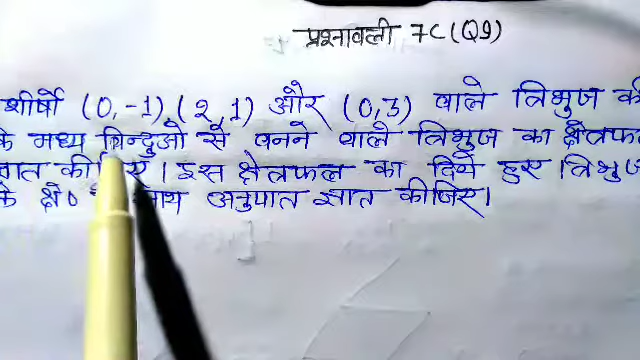 प्रश्नावली 7C (Q9)
शीर्षो (0,-1) (2,1) और (0,3) वाले त्रिभुज की
के मध्य बिन्दुओ से बनने वाले त्रिभुज का क्षेत्रफल
इस क्षेत्रफल का दिये हुए त्रिभुज
के क्षे० साथ अनुपात ज्ञात कीजिए।